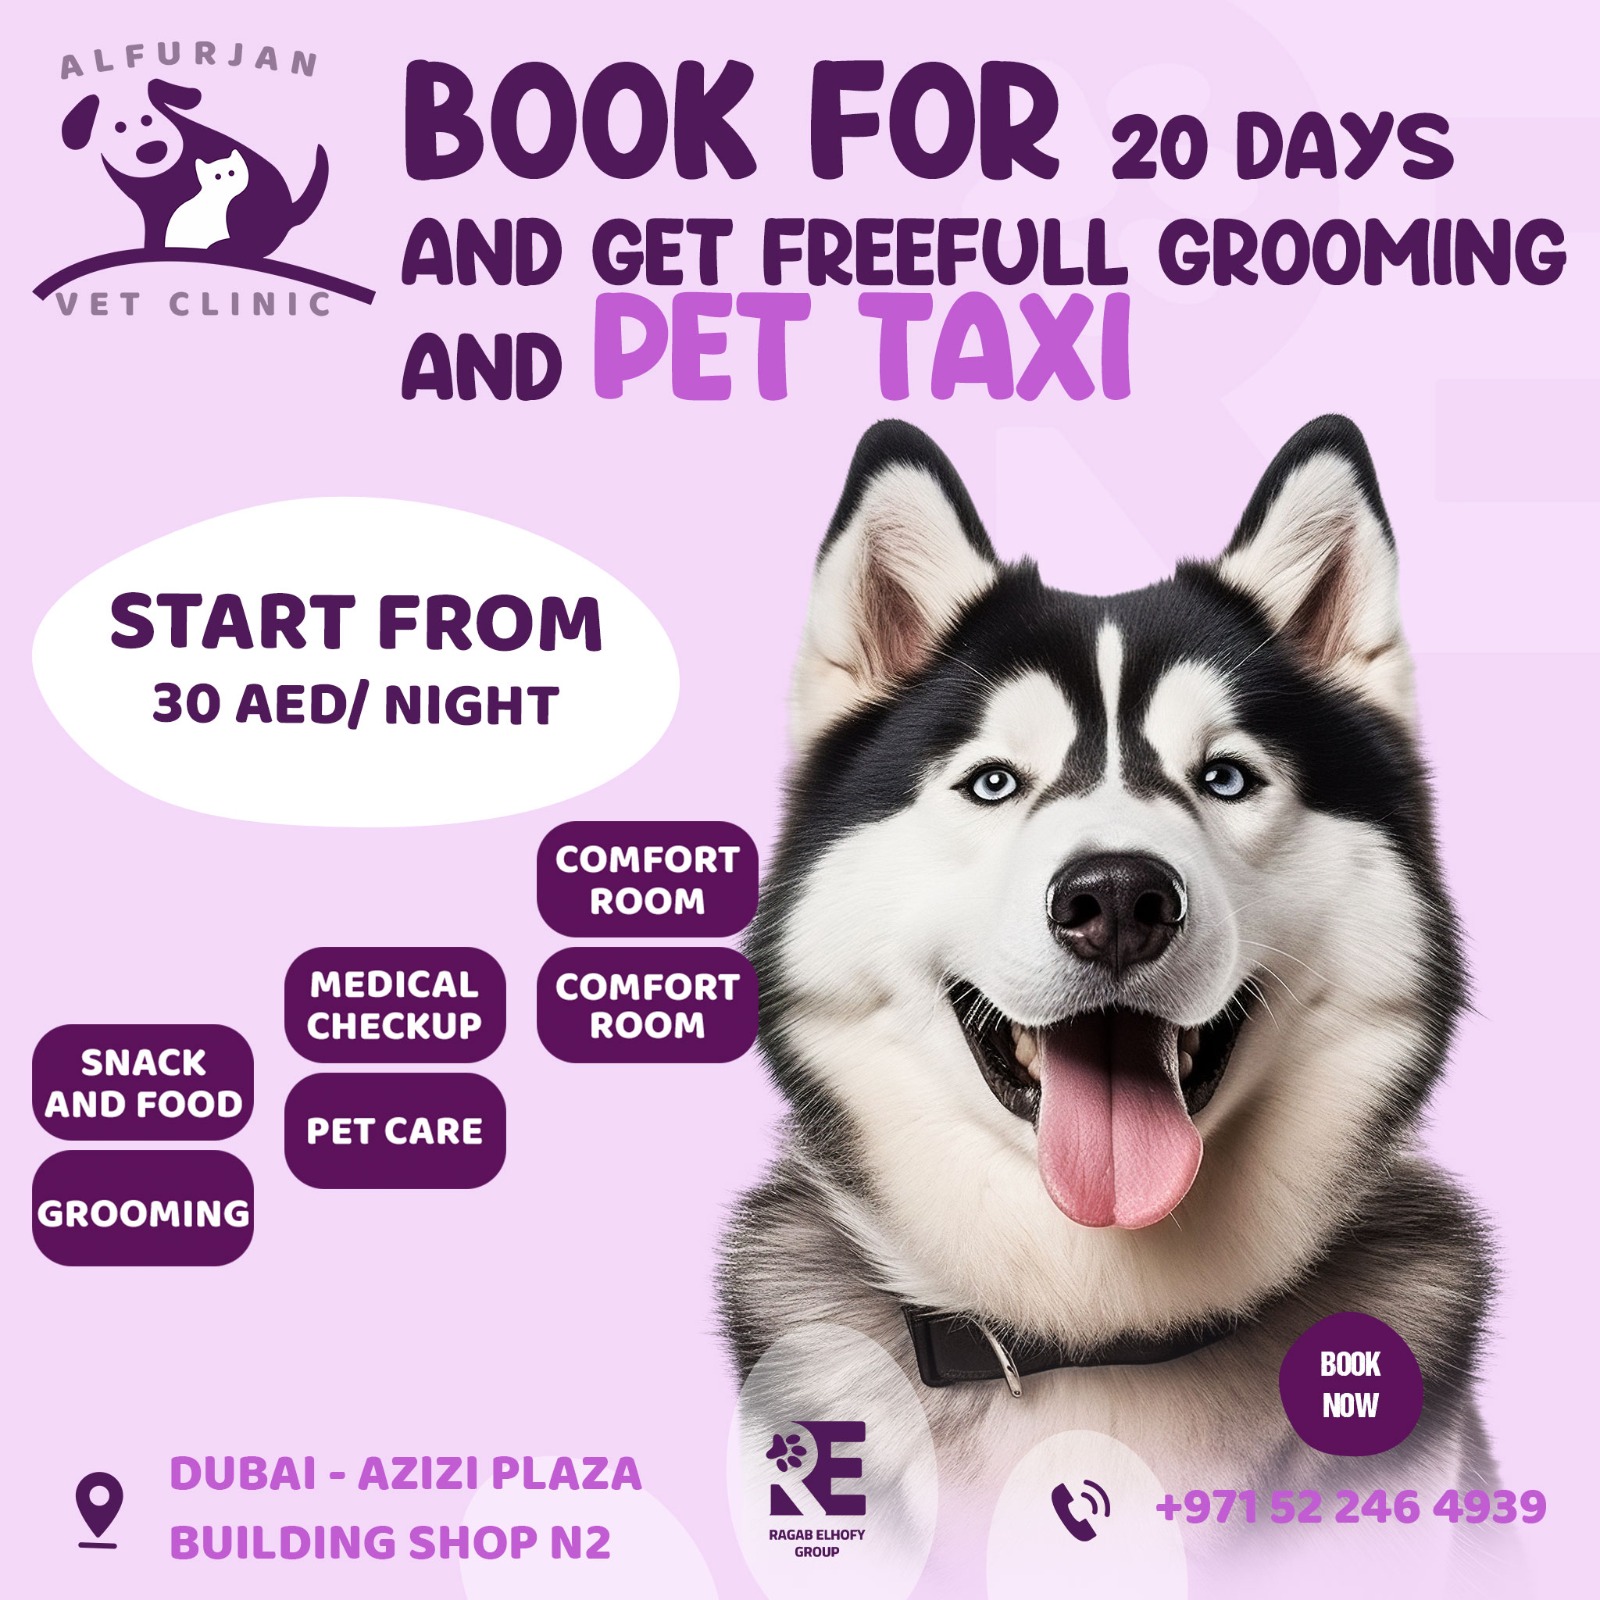 ALFURJAN
VET CLINIC
BOOK FOR 20 DAYS
AND GET FREEFULL GROOMING
AND PET TAXI
START FROM
30 AED/ NIGHT
COMFORT
ROOM
COMFORT
ROOM
MEDICAL
CHECKUP
PET CARE
SNACK
AND FOOD
GROOMING
BOOK
NOW
DUBAI - AZIZI PLAZA
BUILDING SHOP N2
RE
RAGAB ELHOFY
GROUP
+971 52 246 4939